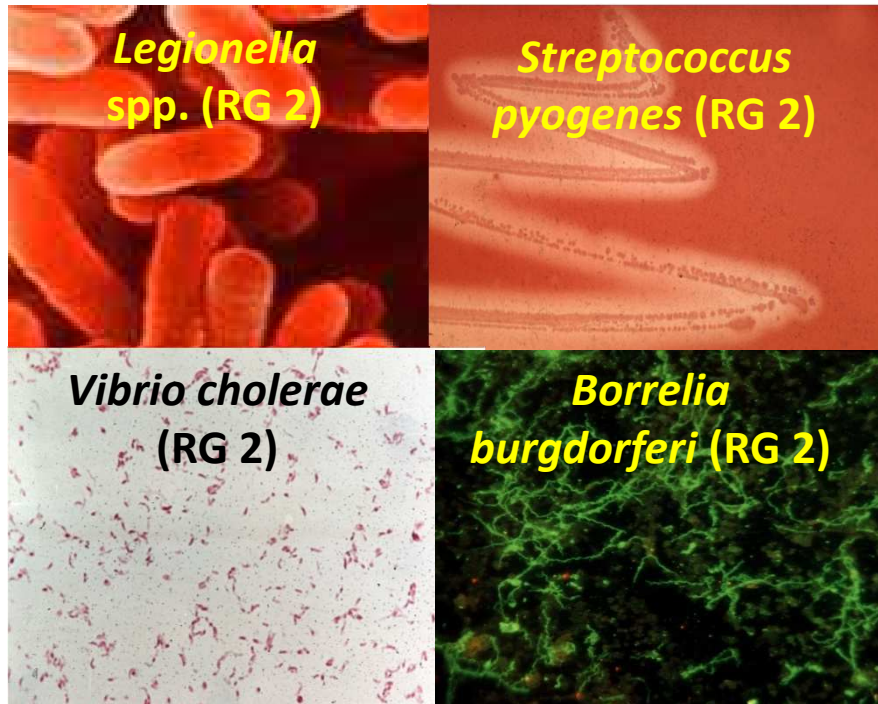 Legionella
spp. (RG 2)
Streptococcus
pyogenes (RG 2)
Vibrio cholerae
(RG 2)
Borrelia
burgdorferi (RG 2)